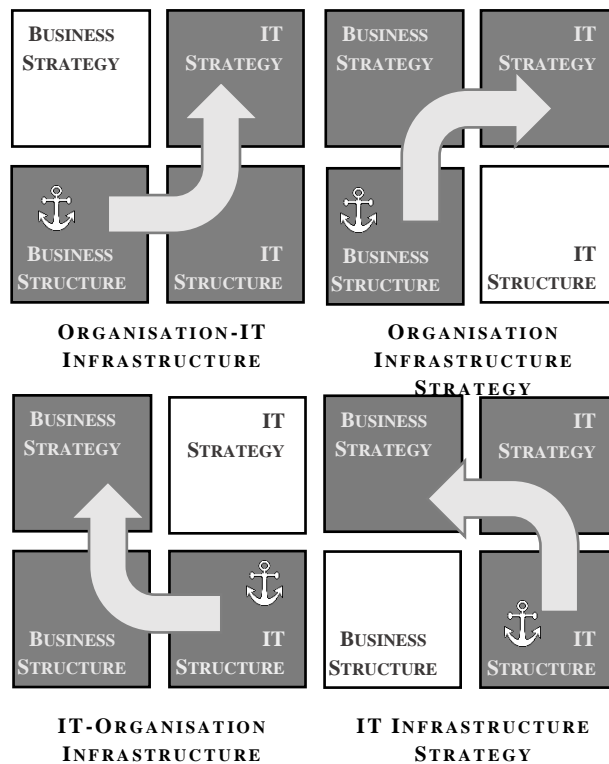 BUSINESS
STRATEGY
IT
STRATEGY
BUSINESS
STRUCTURE
IT
STRUCTURE
ORGANISATION-IT
INFRASTRUCTURE
BUSINESS
STRATEGY
IT
STRATEGY
BUSINESS
STRUCTURE
IT
STRUCTURE
ORGANISATION
INFRASTRUCTURE
STRATEGY
BUSINESS
STRATEGY
IT
STRATEGY
BUSINESS
STRUCTURE
IT
STRUCTURE
IT-ORGANISATION
INFRASTRUCTURE
BUSINESS
STRATEGY
IT
STRATEGY
BUSINESS
STRUCTURE
IT
STRUCTURE
IT INFRASTRUCTURE
STRATEGY